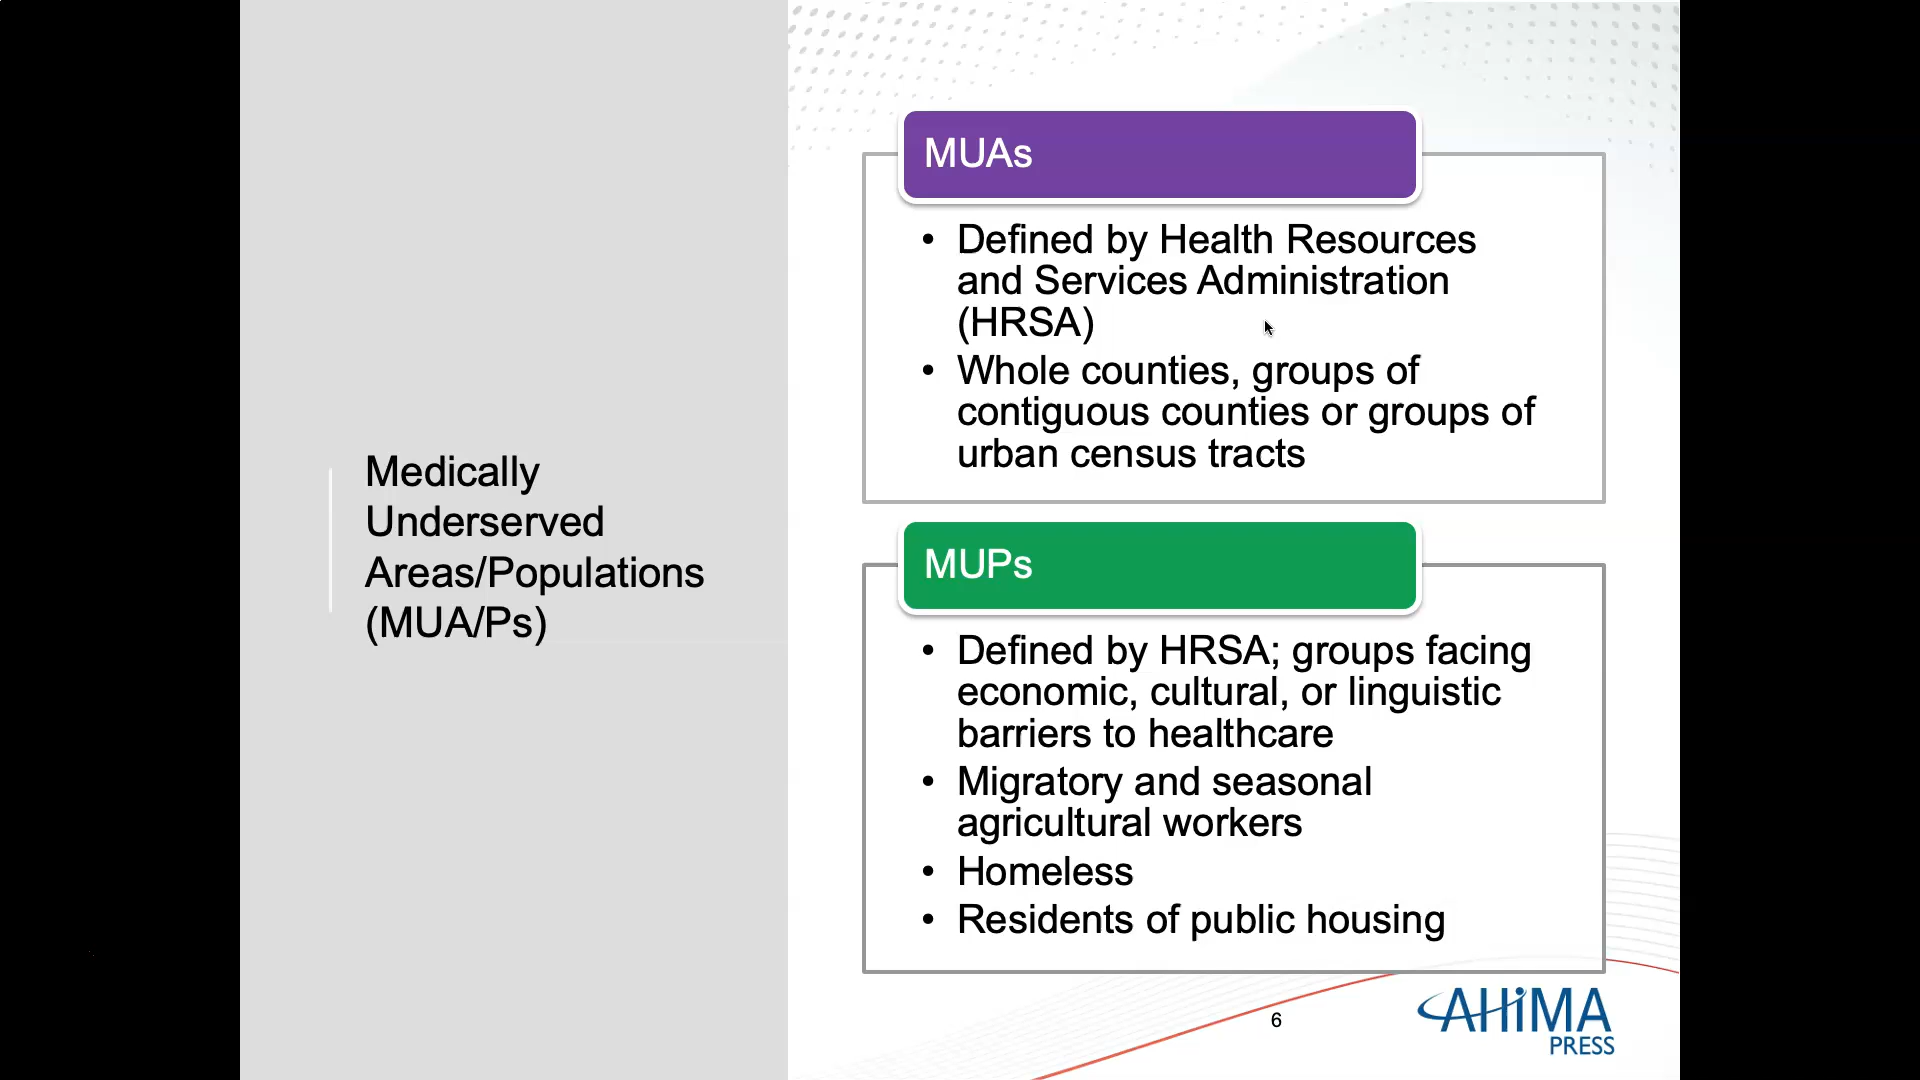 Medically
Underserved
Areas/Populations
(MUA/Ps)
MUAs
• Defined by Health Resources
and Services Administration
(HRSA)
• Whole counties, groups of
contiguous counties or groups of
urban census tracts
MUPs
• Defined by HRSA; groups facing
economic, cultural, or linguistic
barriers to healthcare
• Migratory and seasonal
agricultural workers
• Homeless
• Residents of public housing
6
AHiMA
PRESS